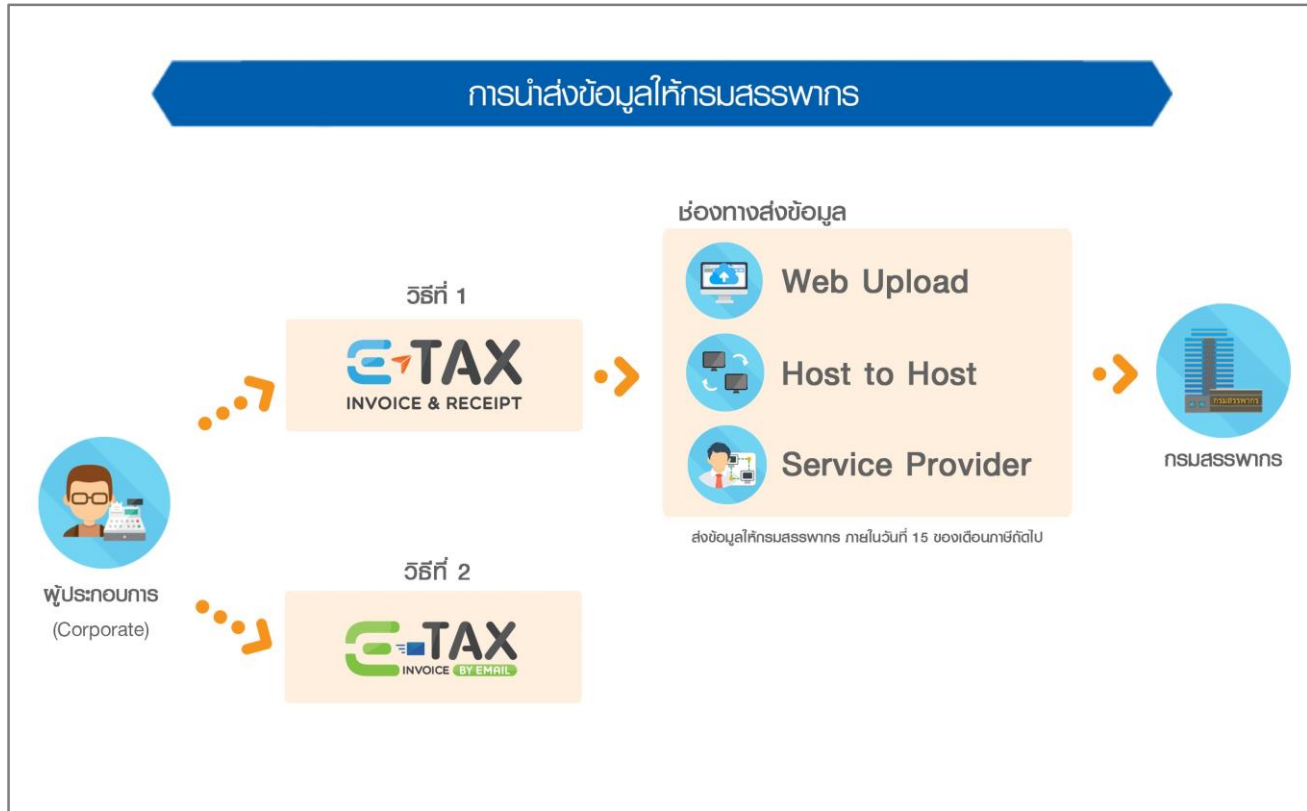 การนำส่งข้อมูลให้กรมสรรพากร
ช่องทางส่งข้อมูล
วิธีที่ 1
E-TAX
INVOICE & RECEIPT
Web Upload
Host to Host
Service Provider
ส่งข้อมูลให้กรมสรรพากร ภายในวันที่ 15 ของเดือนภาษีถัดไป
กรมสรรพากร
กรมสรรพากร
ผู้ประกอบการ
(Corporate)
วิธีที่ 2
E-TAX
INVOICE BY EMAIL